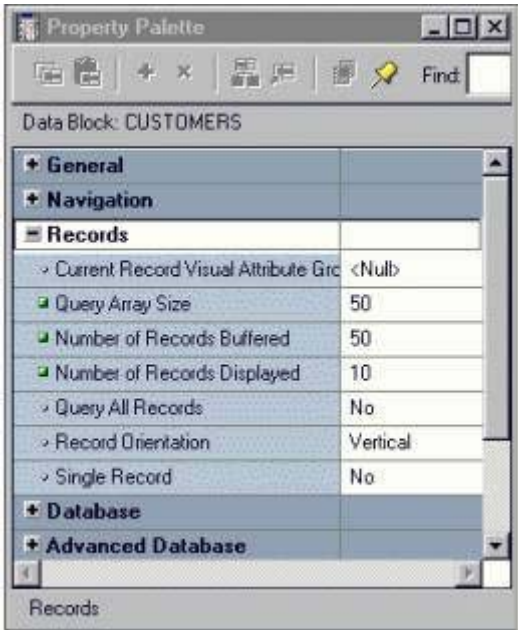 Property Palette
Find:
Data Block: CUSTOMERS
General
Navigation
Records
Current Record Visual Attribute Grc <Null>
Query Array Size 50
Number of Records Buffered 50
Number of Records Displayed 10
Query All Records No
Record Orientation Vertical
Single Record No
Database
Advanced Database
Records